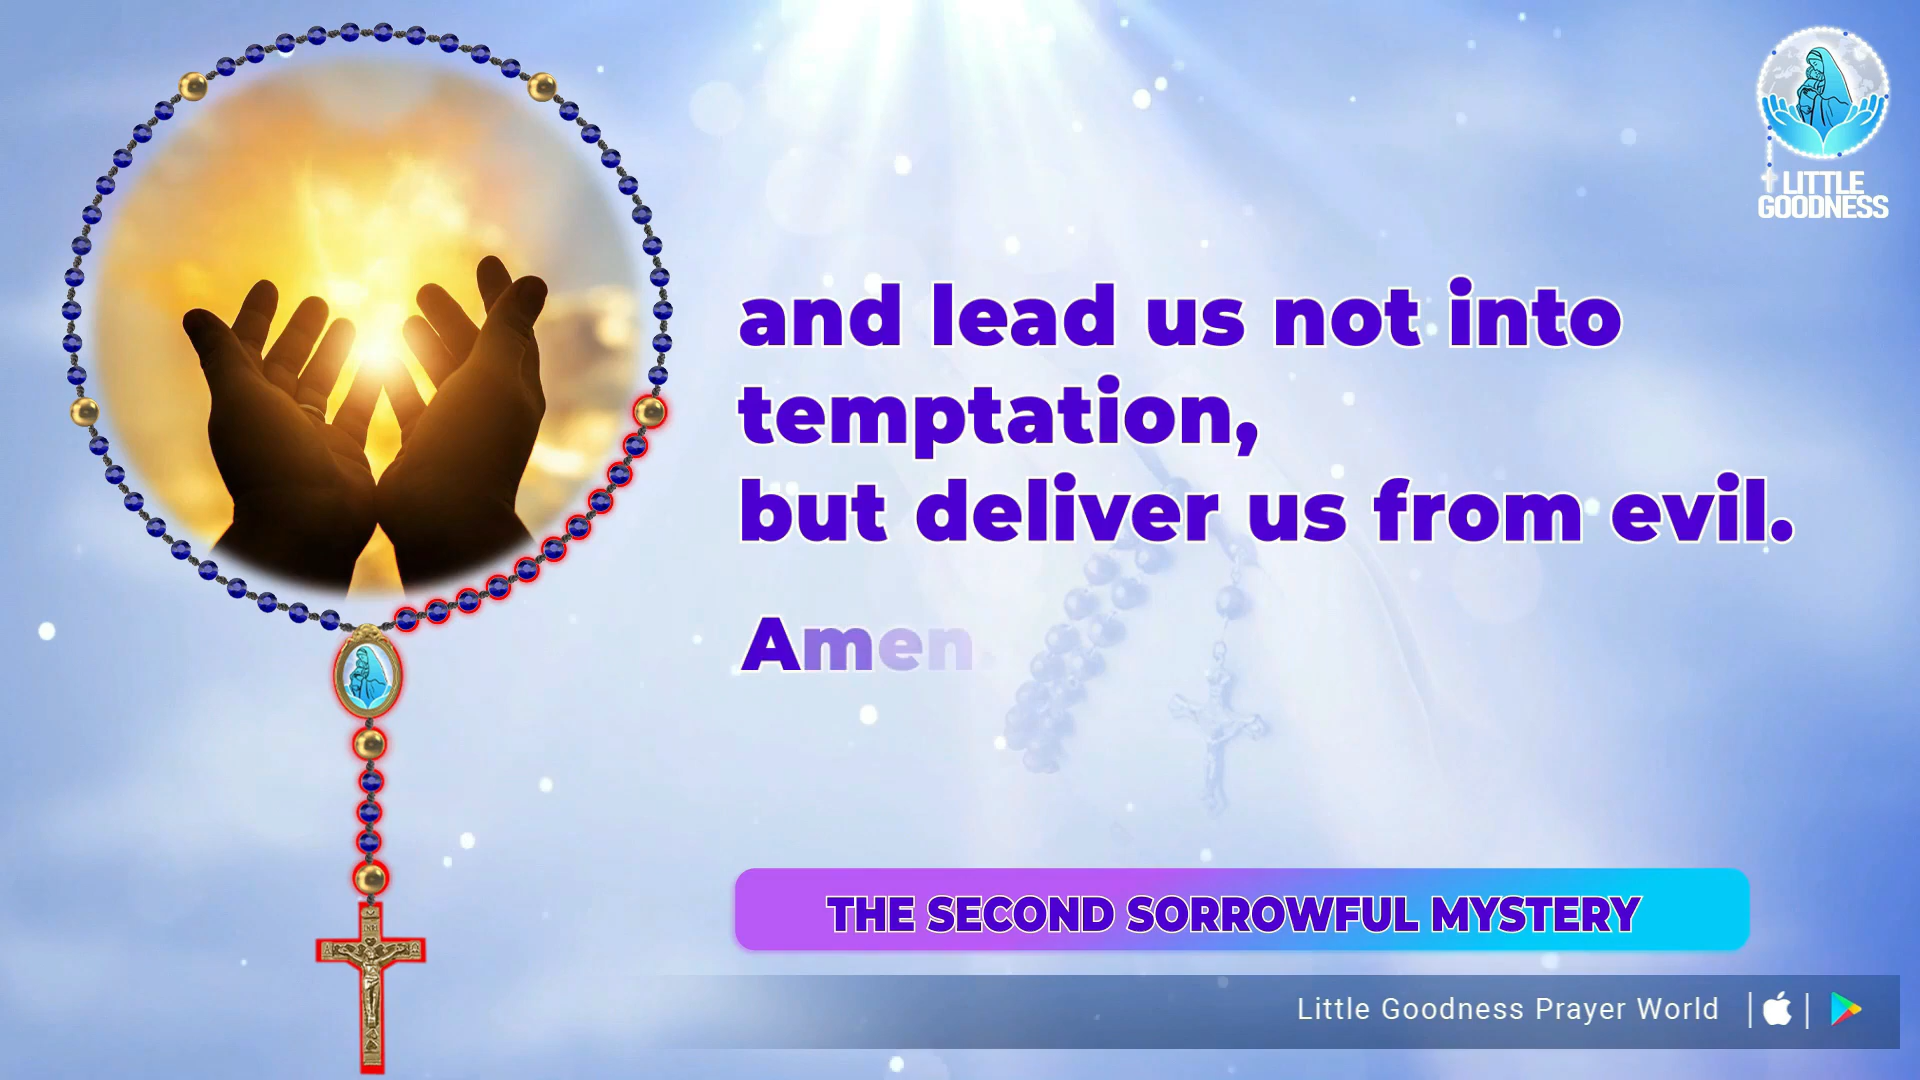 LITTLE
GOODNESS
and lead us not into
temptation,
but deliver us from evil.
Amen.
THE SECOND SORROWFUL MYSTERY
Little Goodness Prayer World